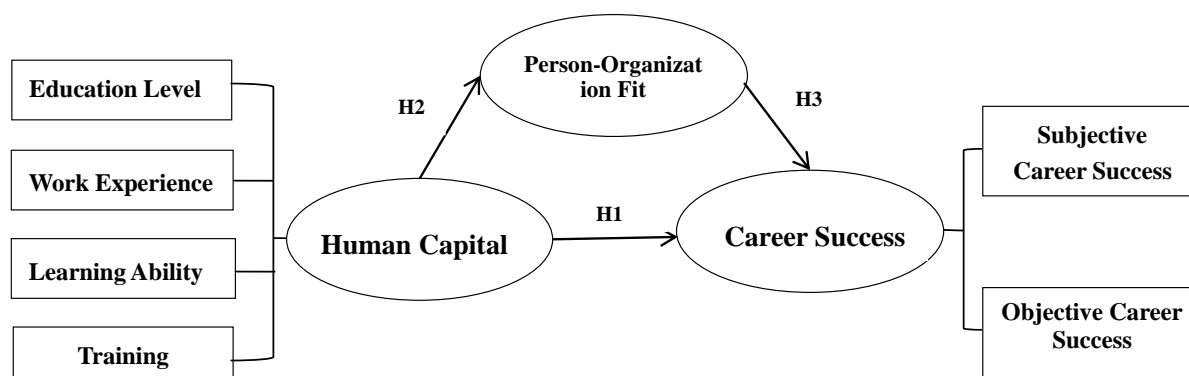 Education Level
Work Experience
Learning Ability
Training
Human Capital
H2
Person-Organizat
ion Fit
H1
H3
Career Success
Subjective
Career Success
Objective Career
Success